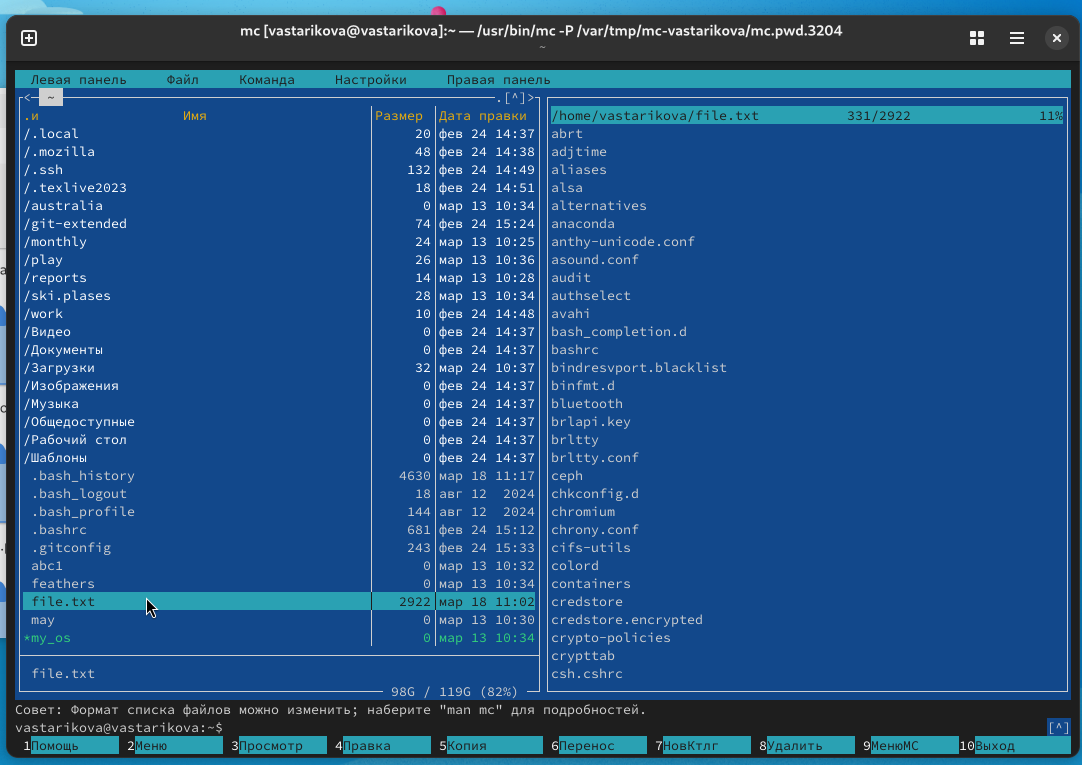 mc [vastarikova@vastarikova]:~ — /usr/bin/mc -P /var/tmp/mc-vastarikova/mc.pwd.3204
~
Левая панель Файл Команда Настройки Правая панель
<─ ~ .[^]>
.и Имя Размер Дата правки
/.local 20 фев 24 14:37
/.mozilla 48 фев 24 14:38
/.ssh 132 фев 24 14:49
/.texlive2023 18 фев 24 14:51
/australia 0 мар 13 10:34
/git-extended 74 фев 24 15:24
/monthly 24 мар 13 10:25
/play 26 мар 13 10:36
/reports 14 мар 13 10:28
/ski.plases 28 мар 13 10:34
/work 10 фев 24 14:48
/Видео 0 фев 24 14:37
/Документы 0 фев 24 14:37
/Загрузки 32 мар 24 10:37
/Изображения 0 фев 24 14:37
/Музыка 0 фев 24 14:37
/Общедоступные 0 фев 24 14:37
/Рабочий стол 0 фев 24 14:37
/Шаблоны 0 фев 24 14:37
.bash_history 4630 мар 18 11:17
.bash_logout 18 авг 12 2024
.bash_profile 144 авг 12 2024
.bashrc 681 фев 24 15:12
.gitconfig 243 фев 24 15:33
abc1 0 мар 13 10:32
feathers 0 мар 13 10:34
file.txt 2922 мар 18 11:02
may 0 мар 13 10:30
*my_os 0 мар 13 10:34
file.txt
98G / 119G (82%)
/home/vastarikova/file.txt 331/2922 11%
abrt
adjtime
aliases
alsa
alternatives
anaconda
anthy-unicode.conf
asound.conf
audit
authselect
avahi
bash_completion.d
bashrc
bindresvport.blacklist
binfmt.d
bluetooth
brlapi.key
brltty
brltty.conf
ceph
chkconfig.d
chromium
chrony.conf
cifs-utils
colord
containers
credstore
credstore.encrypted
crypto-policies
crypttab
csh.cshrc
Совет: Формат списка файлов можно изменить; наберите "man mc" для подробностей.
vastarikova@vastarikova:~$ [^]
1Помощь 2Меню 3Просмотр 4Правка 5Копия 6Перенос 7НовКтлг 8Удалить 9МенюМС 10Выход